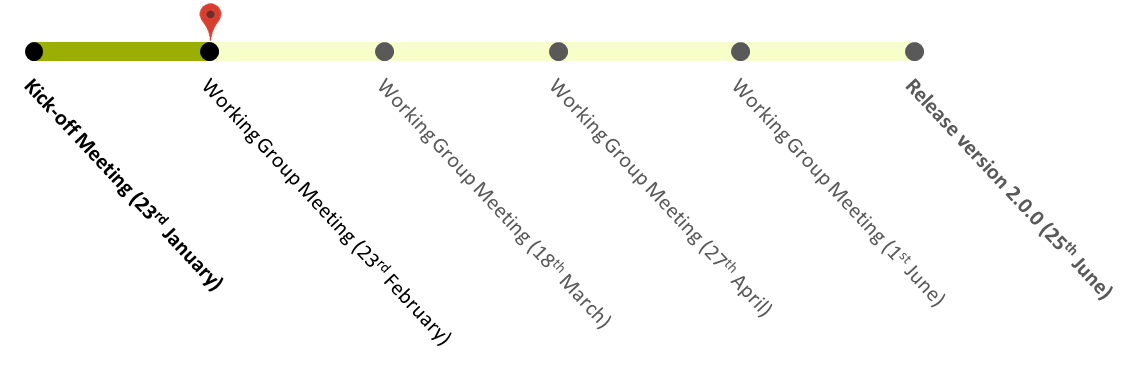 Kick-off Meeting (23rd January)
Working Group Meeting (23rd February)
Working Group Meeting (18th March)
Working Group Meeting (27th April)
Working Group Meeting (1st June)
Release version 2.0.0 (25th June)